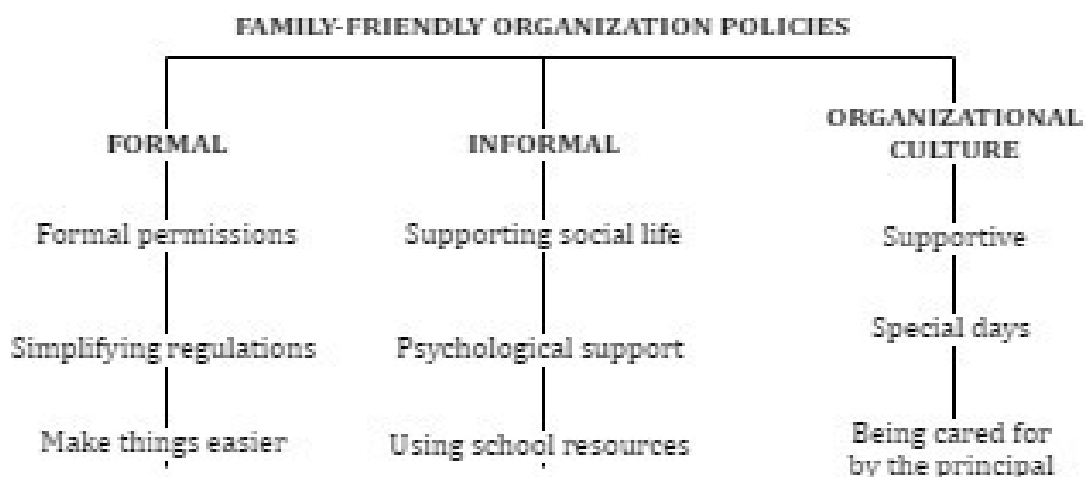 FAMILY-FRIENDLY ORGANIZATION POLICIES
FORMAL
Formal permissions
Simplifying regulations
Make things easier
INFORMAL
Supporting social life
Psychological support
Using school resources
ORGANIZATIONAL
CULTURE
Supportive
Special days
Being cared for
by the principal